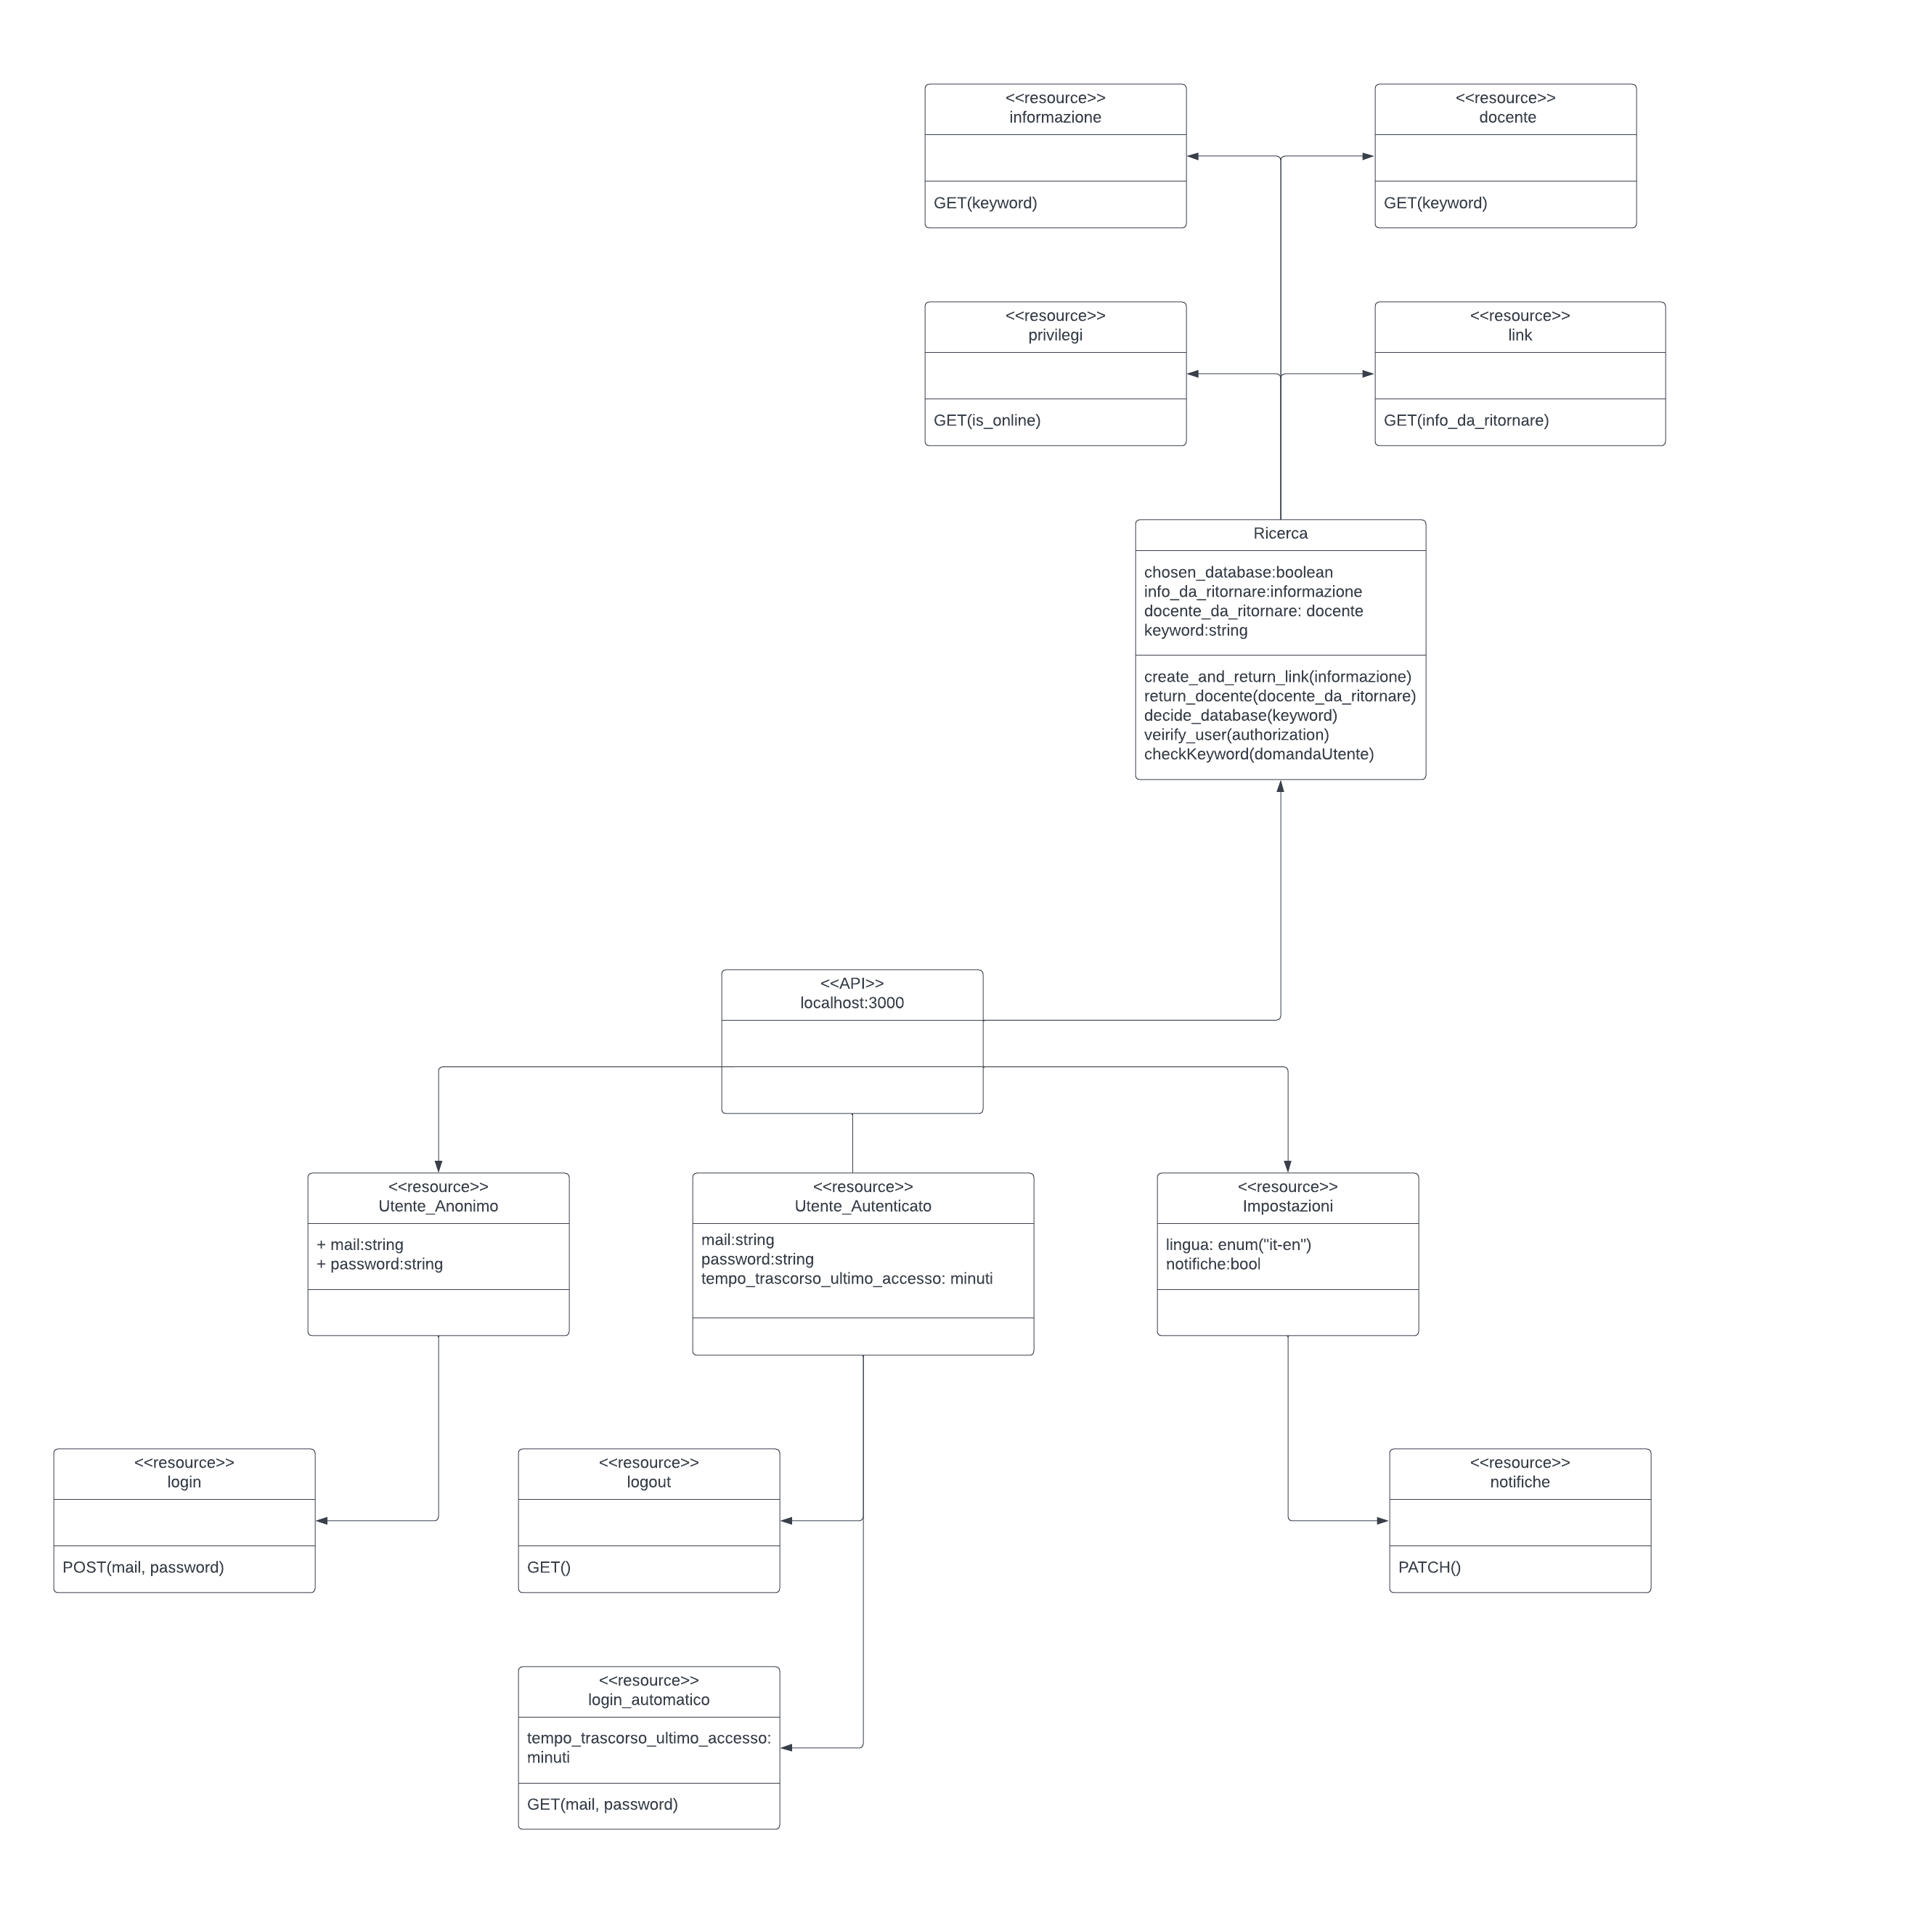 <<resource>>
informazione
GET(keyword)
<<resource>>
docente
GET(keyword)
<<resource>>
privilegi
GET(is_online)
<<resource>>
link
GET(info_da_ritornare)
Ricerca
chosen_database:boolean
info_da_ritornare:informazione
docente_da_ritornare: docente
keyword:string
create_and_return_link(informazione)
return_docente(docente_da_ritornare)
decide_database(keyword)
veirify_user(authorization)
checkKeyword(domandaUtente)
<<API>>
localhost:3000
<<resource>>
Utente_Anonimo
+ mail:string
+ password:string
<<resource>>
Utente_Autenticato
mail:string
password:string
tempo_trascorso_ultimo_accesso: minuti
<<resource>>
Impostazioni
lingua: enum("it-en")
notifiche:bool
<<resource>>
login
POST(mail, password)
<<resource>>
logout
GET()
<<resource>>
notifiche
PATCH()
<<resource>>
login_automatico
tempo_trascorso_ultimo_accesso:
minuti
GET(mail, password)